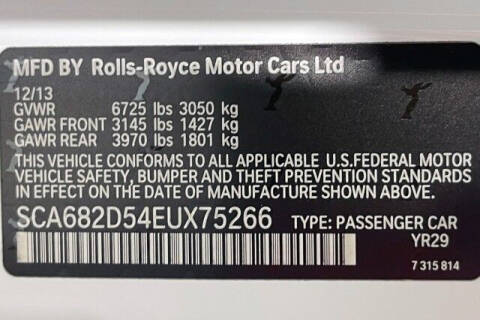 MFD BY Rolls-Royce Motor Cars Ltd
12/13
GVWR 6725 lbs 3050 kg
GAWR FRONT 3145 lbs 1427 kg
GAWR REAR 3970 lbs 1801 kg
THIS VEHICLE CONFORMS TO ALL APPLICABLE U.S.FEDERAL MOTOR
VEHICLE SAFETY, BUMPER AND THEFT PREVENTION STANDARDS
IN EFFECT ON THE DATE OF MANUFACTURE SHOWN ABOVE.
SCA682D54EUX75266 TYPE: PASSENGER CAR
YR29
7 315 814